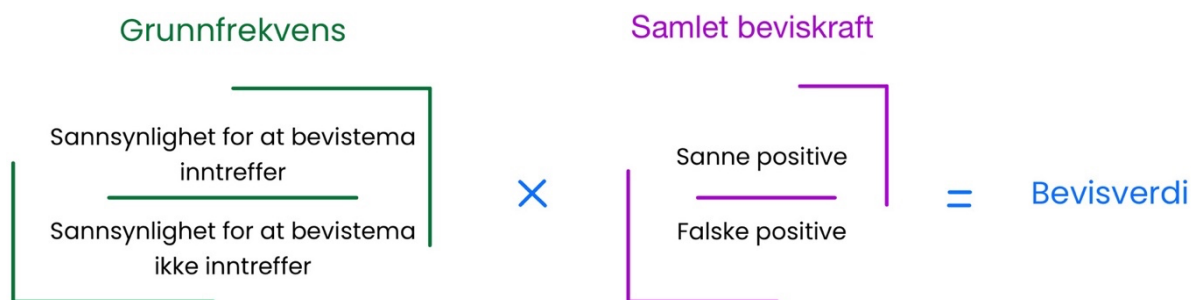 Grunnfrekvens
Samlet beviskraft
Sannsynlighet for at bevistema
inntreffer
Sannsynlighet for at bevistema
ikke inntreffer
×
Sanne positive
Falske positive
=
Bevisverdi